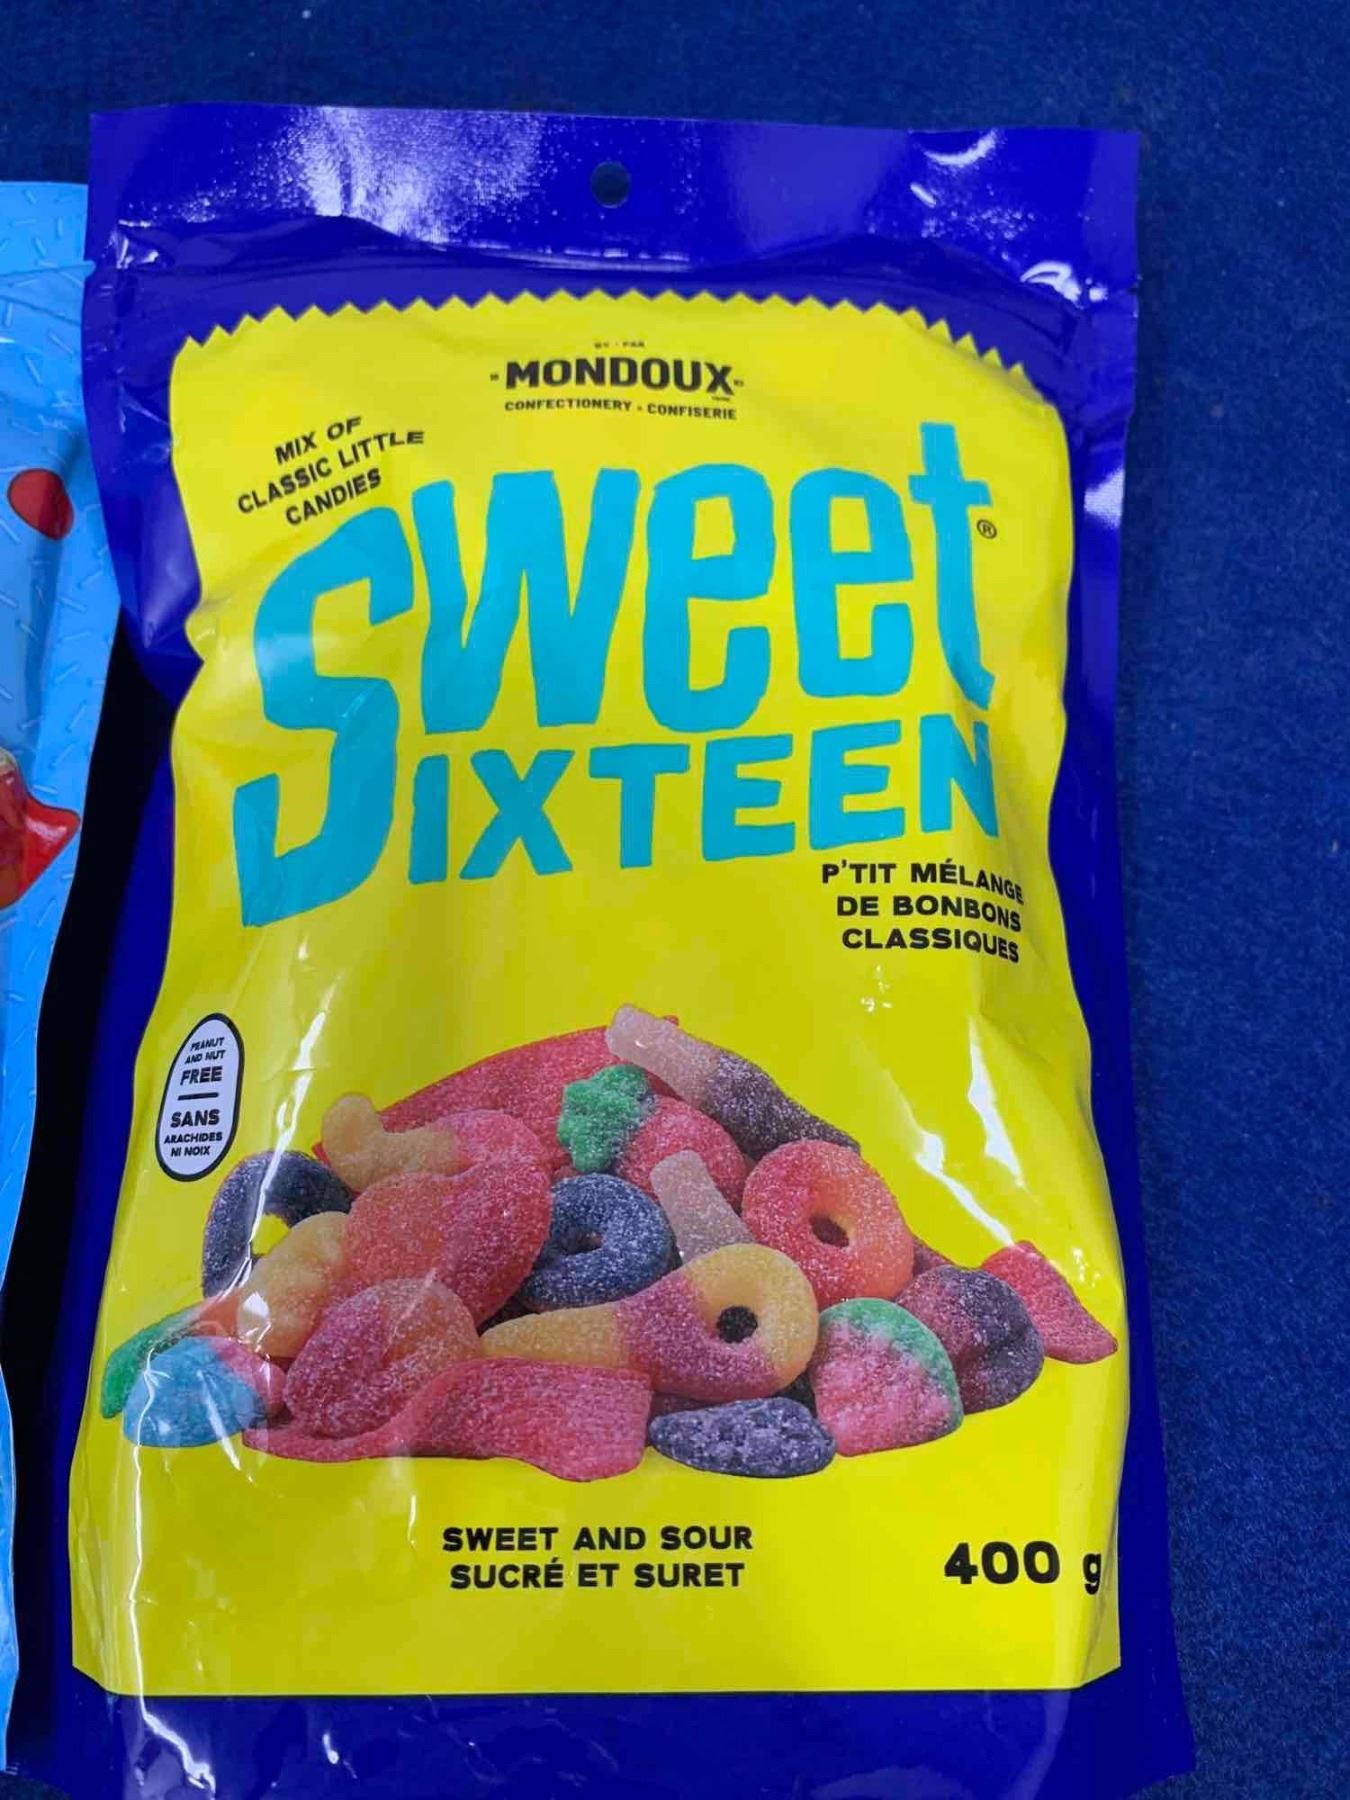 BY • PAR
MONDOUX
CONFECTIONERY • CONFISERIE
MIX OF
CLASSIC LITTLE
CANDIES
Sweet®
SIXTEEN
P'TIT MÉLANGE
DE BONBONS
CLASSIQUES
PEANUT
AND NUT
FREE
SANS
ARACHIDES
NI NOIX
SWEET AND SOUR
SUCRÉ ET SURET
400 g